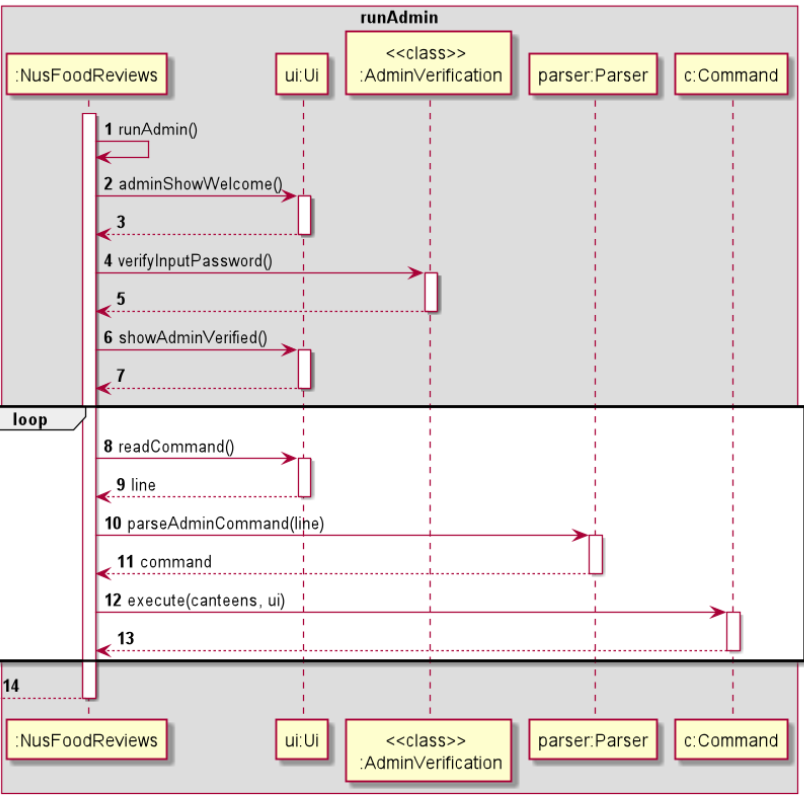 runAdmin
:NusFoodReviews
ui:Ui
<<class>>
:AdminVerification
parser:Parser
c:Command
1 runAdmin()
2 adminShowWelcome()
3
4 verifyInputPassword()
5
6 showAdminVerified()
7
loop
8 readCommand()
9 line
10 parseAdminCommand(line)
11 command
12 execute(canteens, ui)
13
14
:NusFoodReviews
ui:Ui
<<class>>
:AdminVerification
parser:Parser
c:Command